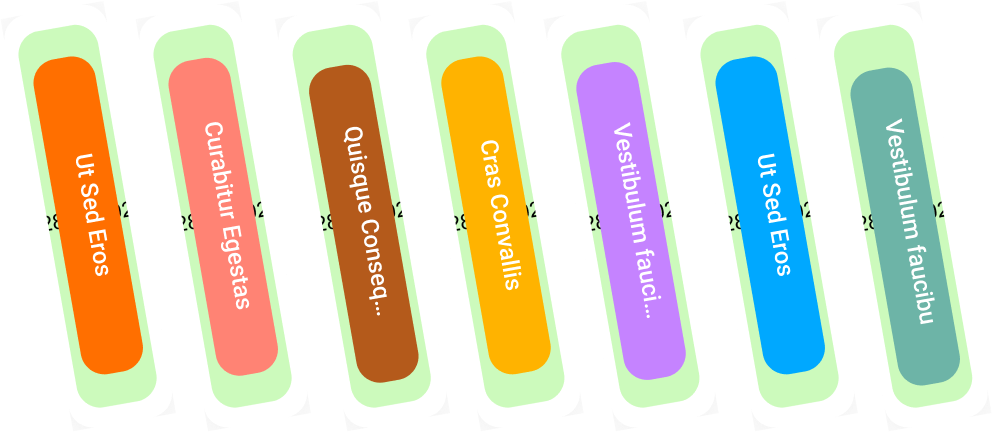 Ut Sed Eros
Curabitur Egestas
Quisque Conseq...
Cras Convallis
Vestibulum fauci...
Ut Sed Eros
Vestibulum faucibu